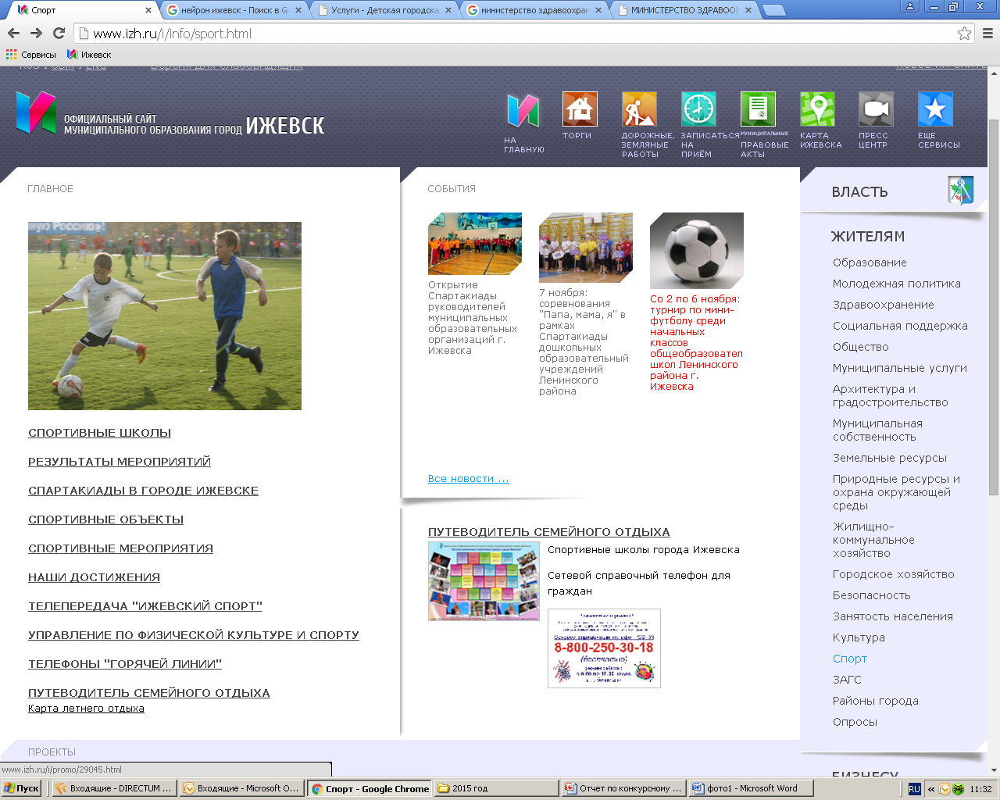 Спорт
нейрон ижевск - Поиск в Go
Услуги - Детская городска
министерство здравоохран
МИНИСТЕРСТВО ЗДРАВООХ
www.izh.ru/i/info/sport.html
Сервисы
Ижевск
RUS | UDM | ENG
Версия для слабовидящих
ОФИЦИАЛЬНЫЙ САЙТ
МУНИЦИПАЛЬНОГО ОБРАЗОВАНИЯ ГОРОД ИЖЕВСК
НА
ГЛАВНУЮ
ТОРГИ
ДОРОЖНЫЕ,
ЗЕМЛЯНЫЕ
РАБОТЫ
ЗАПИСАТЬСЯ
НА
ПРИЁМ
МУНИЦИПАЛЬНЫЕ
ПРАВОВЫЕ
АКТЫ
КАРТА
ИЖЕВСКА
ПРЕСС
ЦЕНТР
ЕЩЕ
СЕРВИСЫ
ГЛАВНОЕ
СПОРТИВНЫЕ ШКОЛЫ
РЕЗУЛЬТАТЫ МЕРОПРИЯТИЙ
СПАРТАКИАДЫ В ГОРОДЕ ИЖЕВСКЕ
СПОРТИВНЫЕ ОБЪЕКТЫ
СПОРТИВНЫЕ МЕРОПРИЯТИЯ
НАШИ ДОСТИЖЕНИЯ
ТЕЛЕПЕРЕДАЧА "ИЖЕВСКИЙ СПОРТ"
УПРАВЛЕНИЕ ПО ФИЗИЧЕСКОЙ КУЛЬТУРЕ И СПОРТУ
ТЕЛЕФОНЫ "ГОРЯЧЕЙ ЛИНИИ"
ПУТЕВОДИТЕЛЬ СЕМЕЙНОГО ОТДЫХА
Карта летнего отдыха
СОБЫТИЯ
Открытие
Спартакиады
руководителей
муниципальных
образовательных
организаций г.
Ижевска
7 ноября:
соревнования
"Папа, мама, я" в
рамках
Спартакиады
дошкольных
образовательный
учреждений
Ленинского
района
Со 2 по 6 ноября:
турнир по мини-
футболу среди
начальных
классов
общеобразовател
школ Ленинского
района г.
Ижевска
Все новости ...
ПУТЕВОДИТЕЛЬ СЕМЕЙНОГО ОТДЫХА
Спортивные школы города Ижевска
Сетевой справочный телефон для
граждан
8-800-250-30-18
(бесплатно)
ВЛАСТЬ
ЖИТЕЛЯМ
Образование
Молодежная политика
Здравоохранение
Социальная поддержка
Общество
Муниципальные услуги
Архитектура и
градостроительство
Муниципальная
собственность
Земельные ресурсы
Природные ресурсы и
охрана окружающей
среды
Жилищно-
коммунальное
хозяйство
Городское хозяйство
Безопасность
Занятость населения
Культура
Спорт
ЗАГС
Районы города
Опросы
БИЗНЕСУ
ПРОЕКТЫ
www.izh.ru/i/promo/29045.html
Пуск
Входящие - DIRECTUM ...
Входящие - Microsoft O...
Спорт - Google Chrome
2015 год
Отчет по конкурсному ...
фото1 - Microsoft Word
RU
11:32